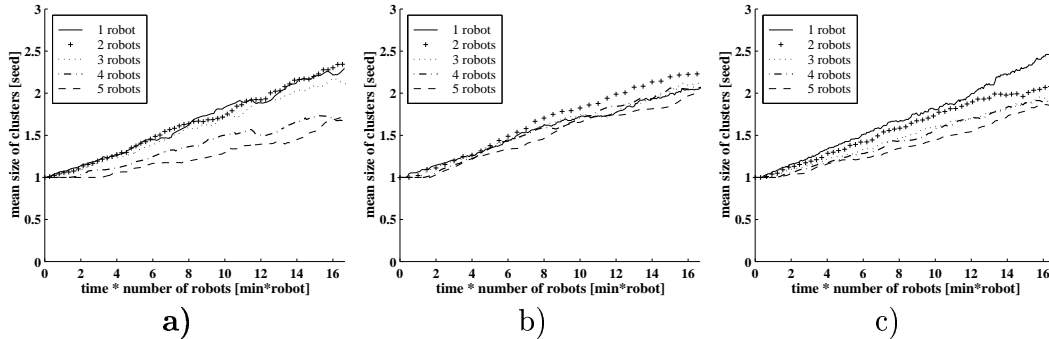 3
2.5
2
1.5
1
0.5
0
mean size of clusters [seed]
1 robot
2 robots
3 robots
4 robots
5 robots
0 2 4 6 8 10 12 14 16
time * number of robots [min*robot]
a)
3
2.5
2
1.5
1
0.5
0
mean size of clusters [seed]
1 robot
2 robots
3 robots
4 robots
5 robots
0 2 4 6 8 10 12 14 16
time * number of robots [min*robot]
b)
3
2.5
2
1.5
1
0.5
0
mean size of clusters [seed]
1 robot
2 robots
3 robots
4 robots
5 robots
0 2 4 6 8 10 12 14 16
time * number of robots [min*robot]
c)